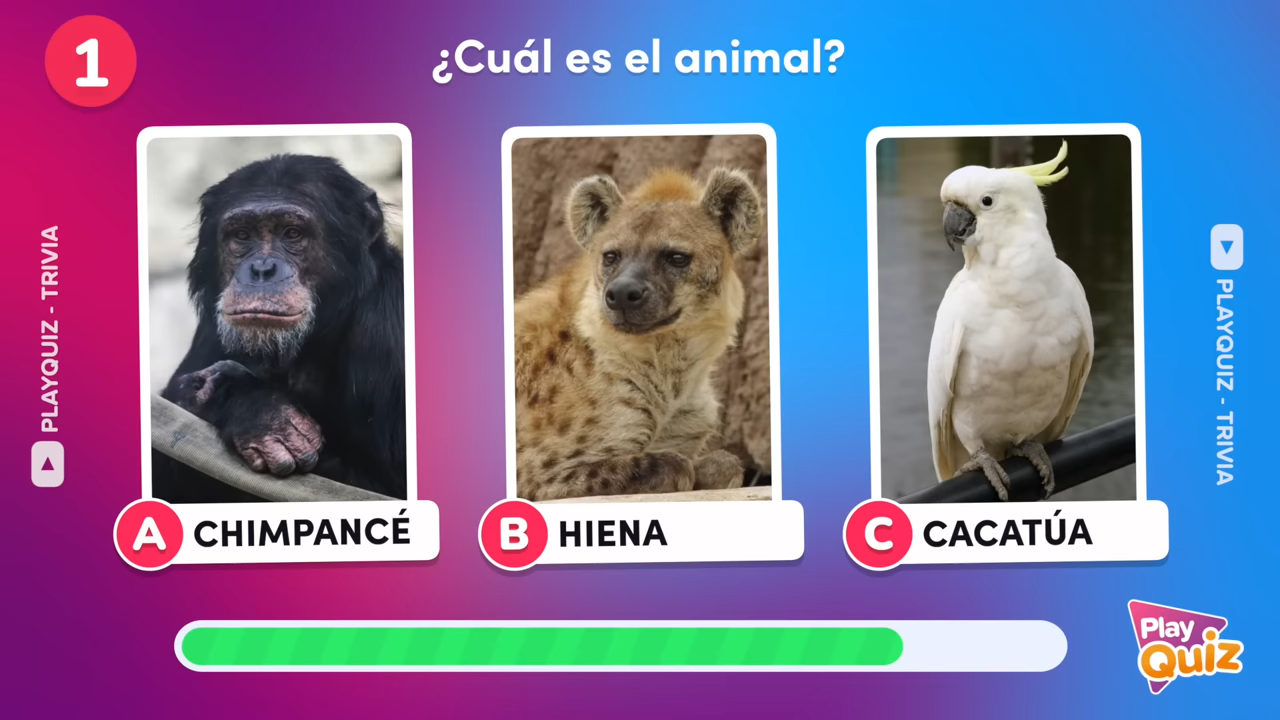 1
¿Cuál es el animal?
PLAYQUIZ - TRIVIA
PLAYQUIZ - TRIVIA
A CHIMPANCÉ
B HIENA
C CACATÚA
Play
Quiz